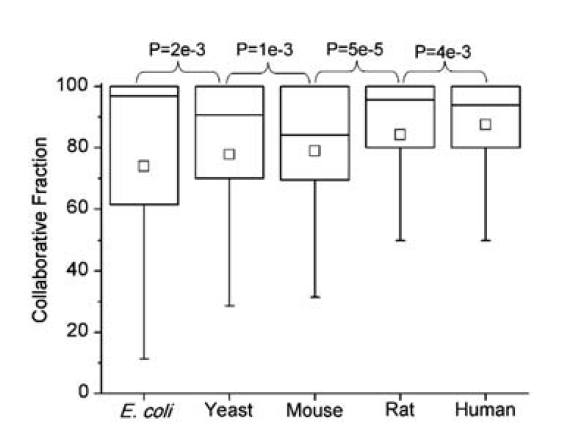 P=2e-3 P=1e-3 P=5e-5 P=4e-3
Collaborative Fraction
100
80
60
40
20
0
E. coli Yeast Mouse Rat Human